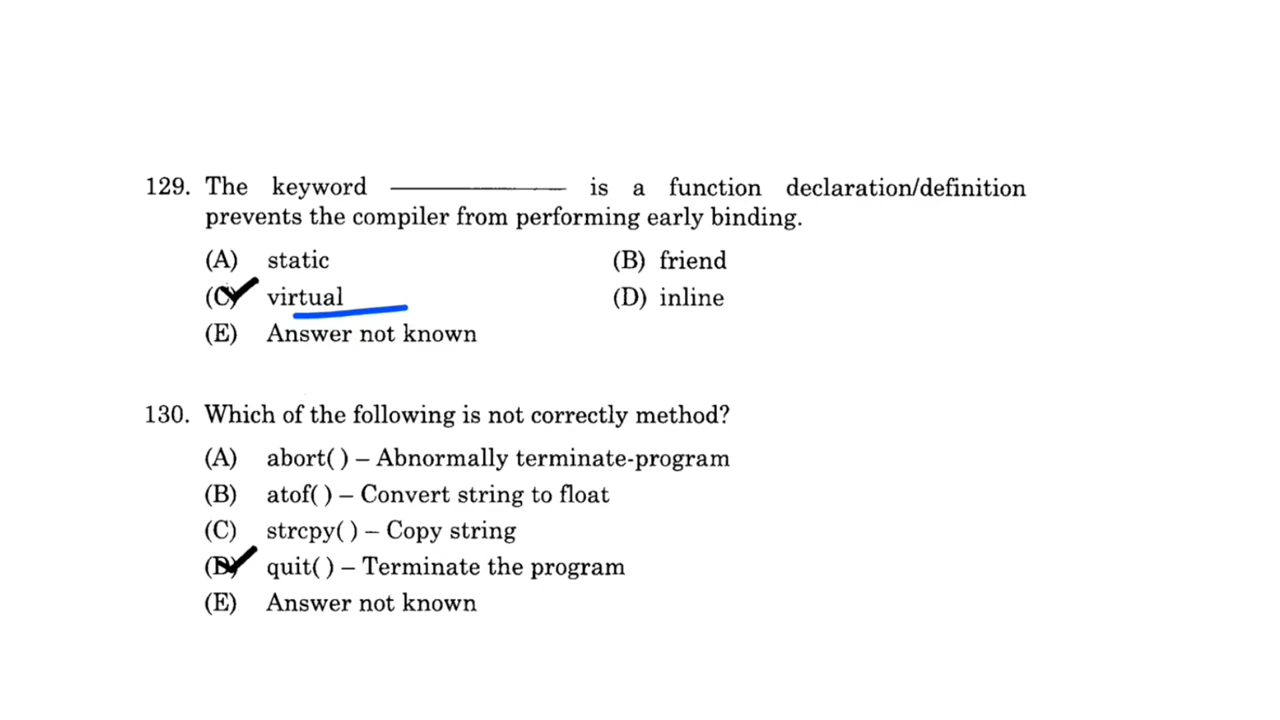 129. The keyword ____________ is a function declaration/definition
prevents the compiler from performing early binding.
(A) static (B) friend
(C) virtual (D) inline
(E) Answer not known
130. Which of the following is not correctly method?
(A) abort( ) – Abnormally terminate-program
(B) atof( ) – Convert string to float
(C) strcpy( ) – Copy string
(D) quit( ) – Terminate the program
(E) Answer not known